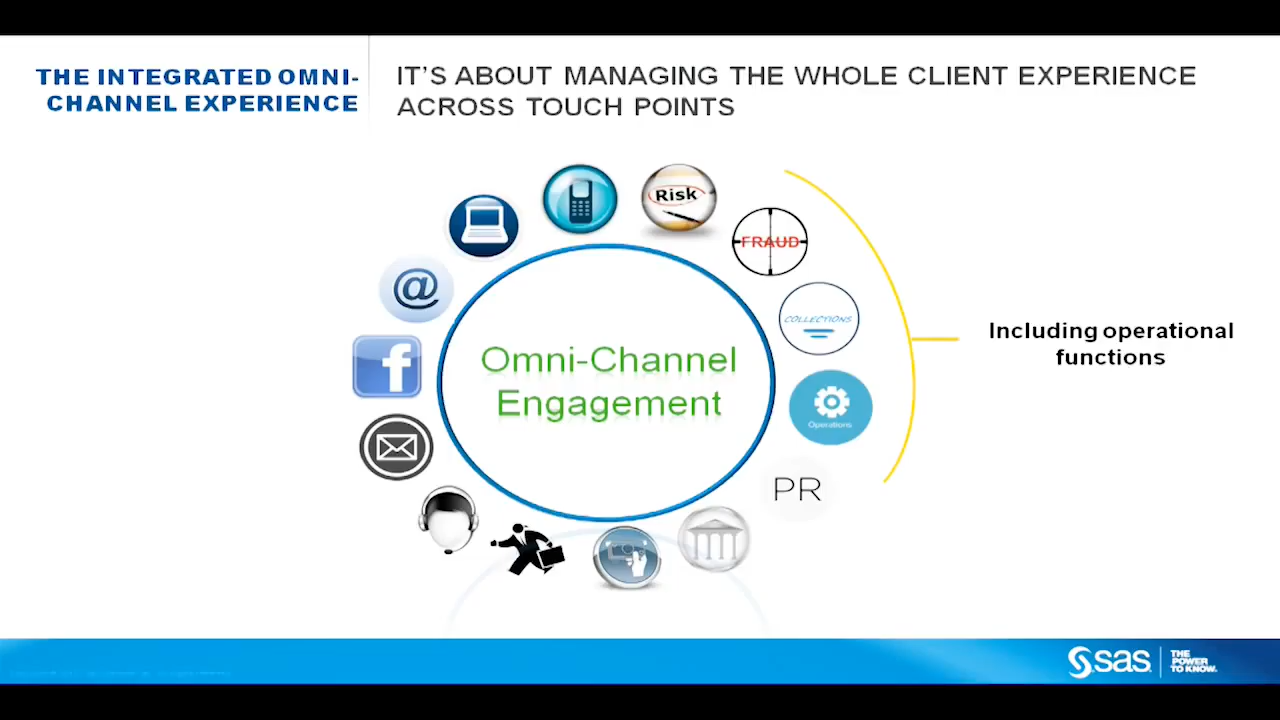 THE INTEGRATED OMNI-
CHANNEL EXPERIENCE
IT'S ABOUT MANAGING THE WHOLE CLIENT EXPERIENCE
ACROSS TOUCH POINTS
Risk
FRAUD
@
COLLECTIONS
Including operational
functions
f
Omni-Channel
Engagement
Operations
PR
sas
THE
POWER
TO KNOW.